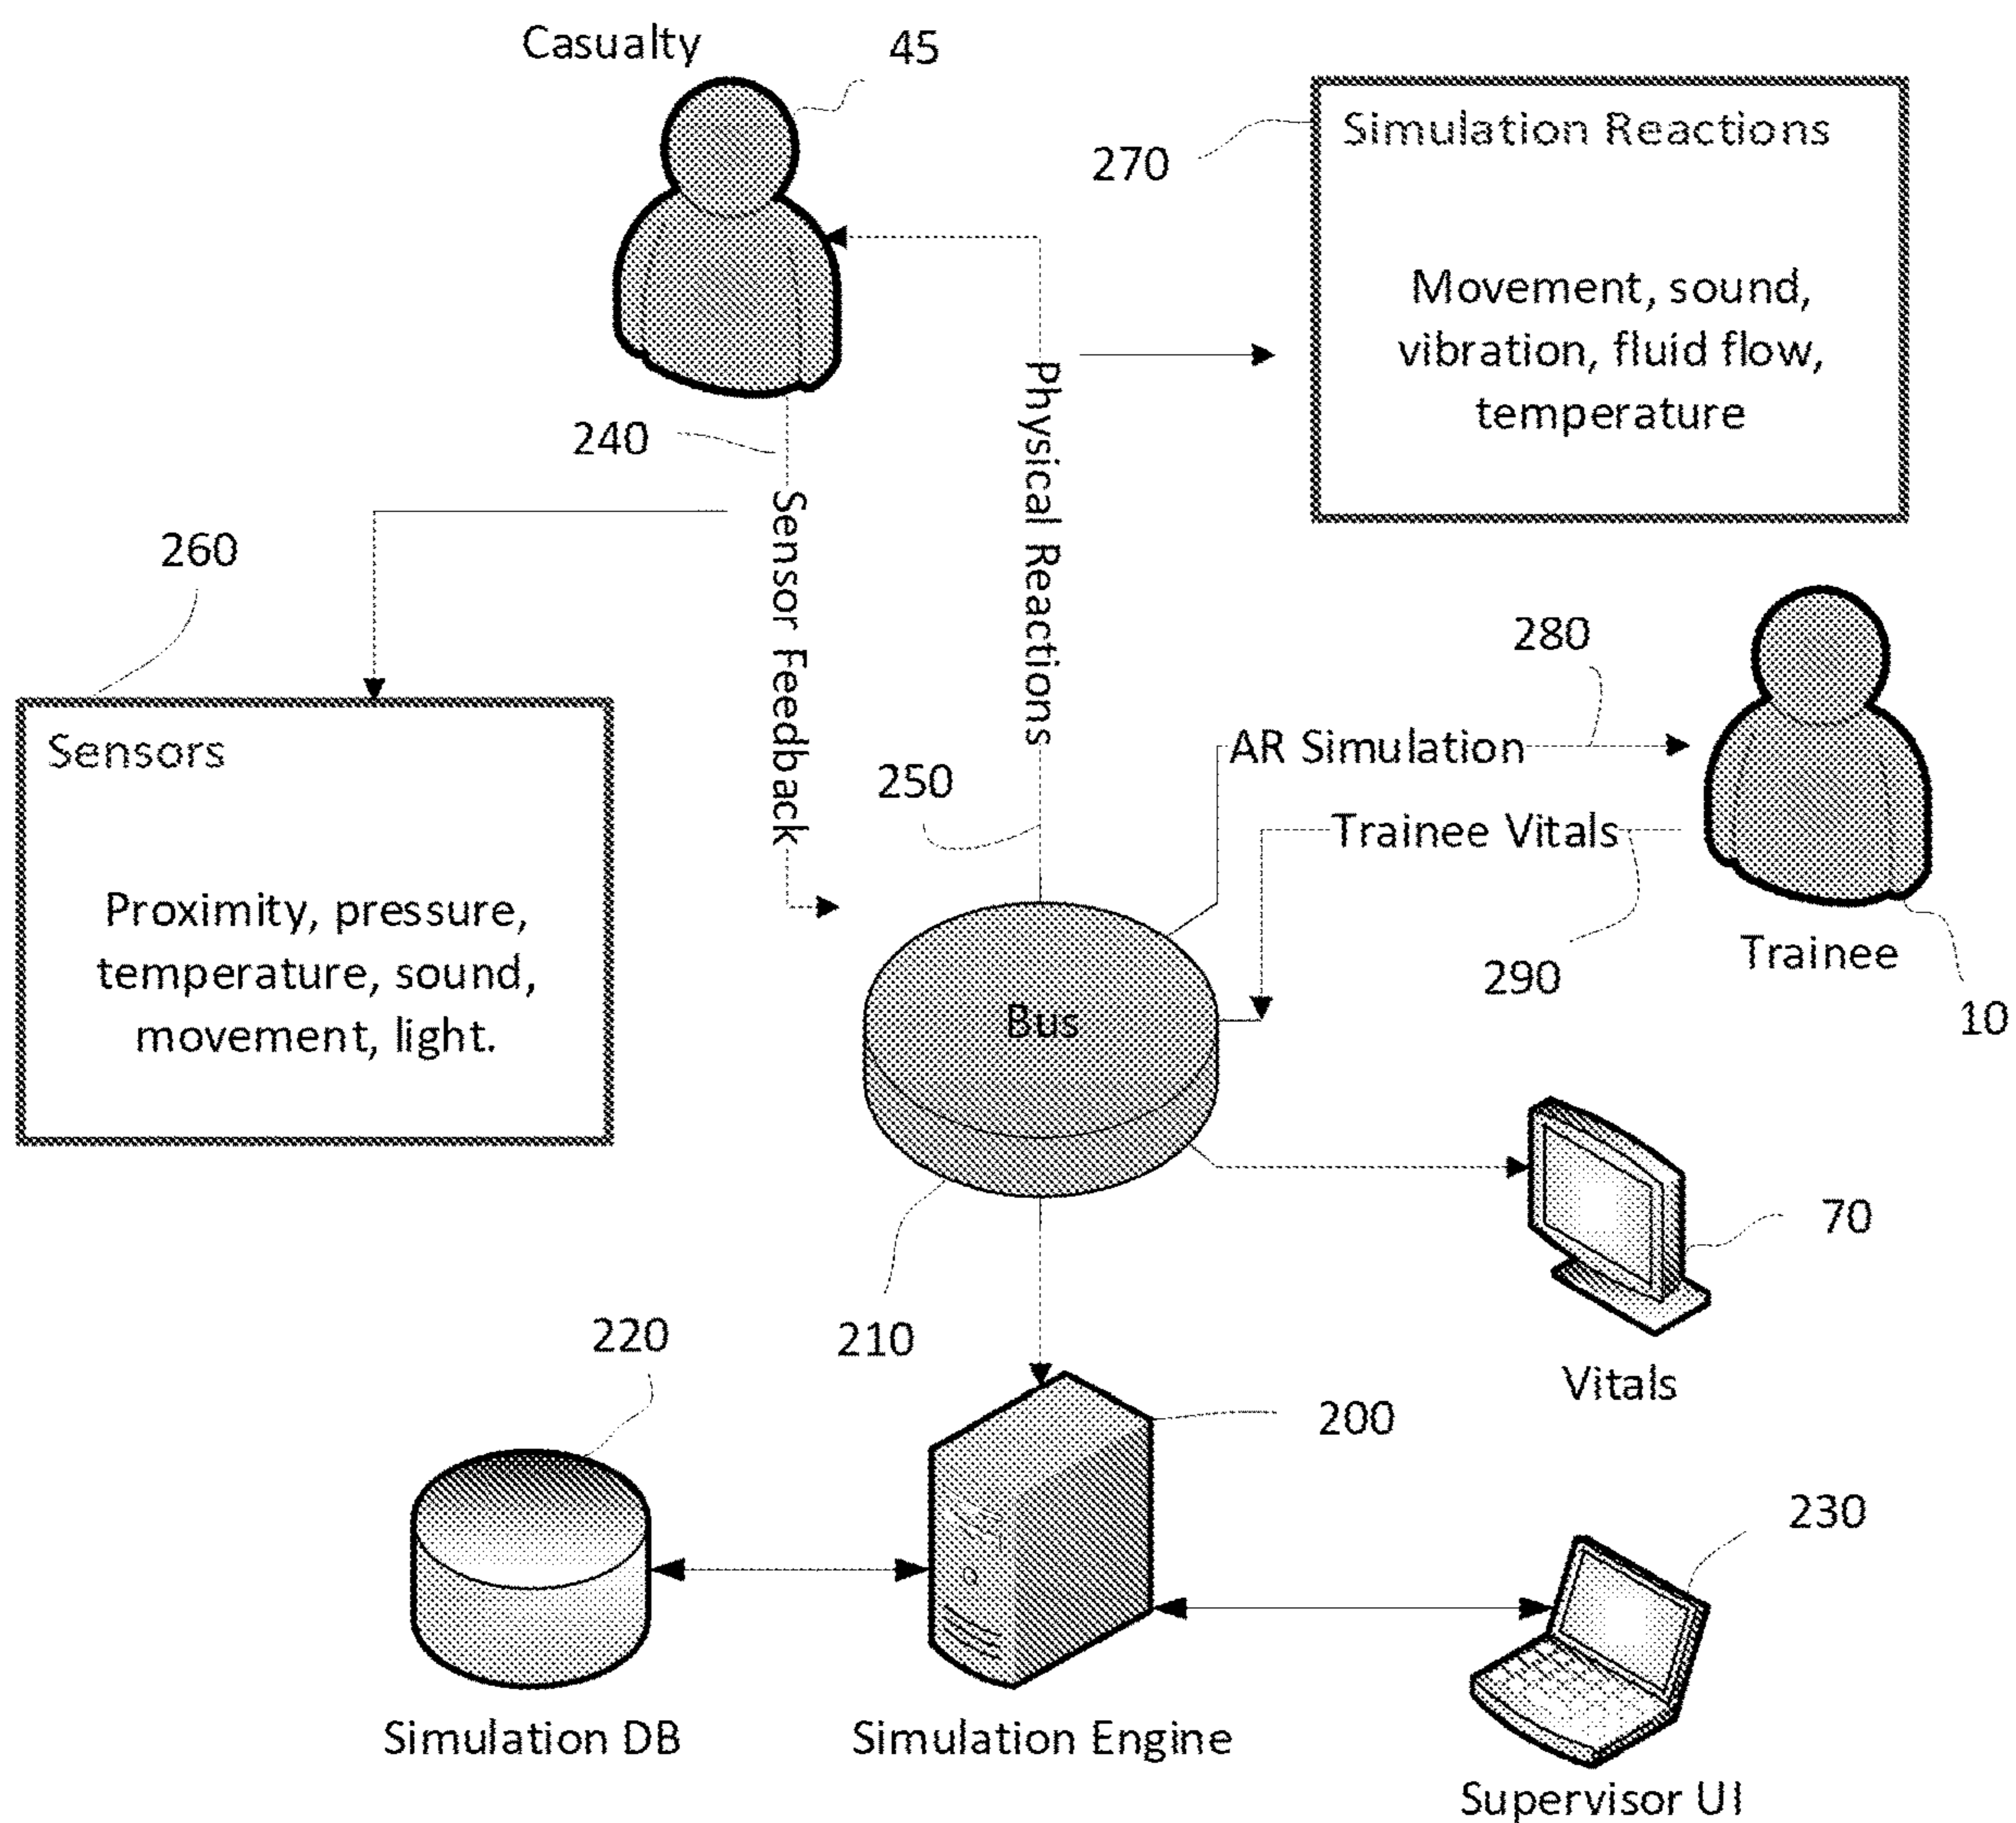 Casualty
45
Simulation Reactions
270
Movement, sound,
vibration, fluid flow,
temperature
Physical Reactions
240
Sensor Feedback
260
Sensors
Proximity, pressure,
temperature, sound,
movement, light.
280
AR Simulation
250
Trainee Vitals
Trainee
290
10
Bus
70
210
Vitals
220
200
230
Simulation DB
Simulation Engine
Supervisor UI